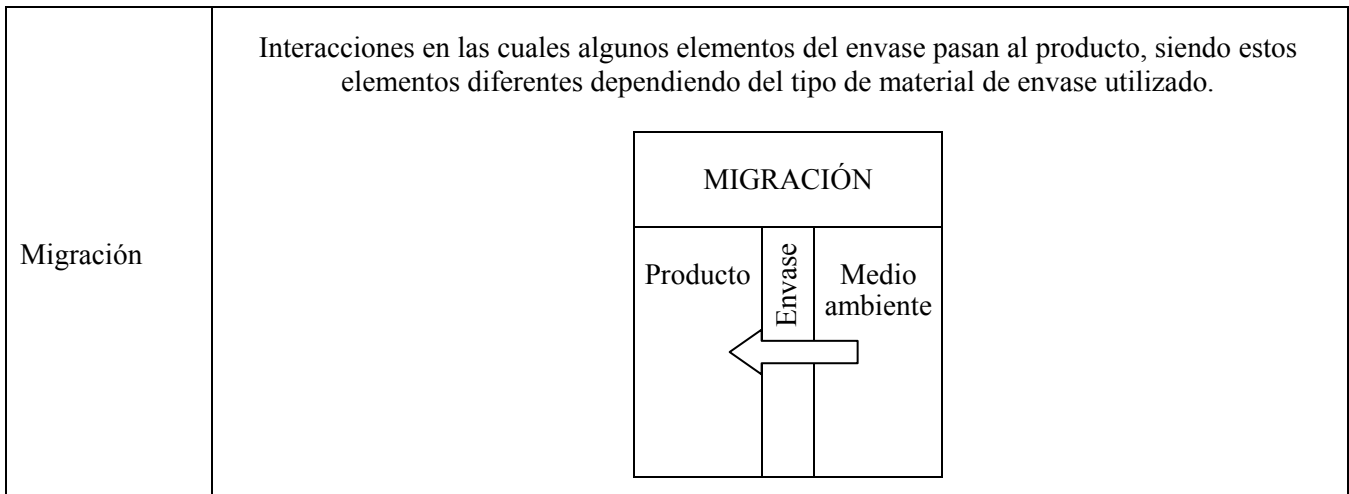 Interacciones en las cuales algunos elementos del envase pasan al producto, siendo estos
elementos diferentes dependiendo del tipo de material de envase utilizado.
MIGRACIÓN
Migración
Producto
Envase
Medio
ambiente